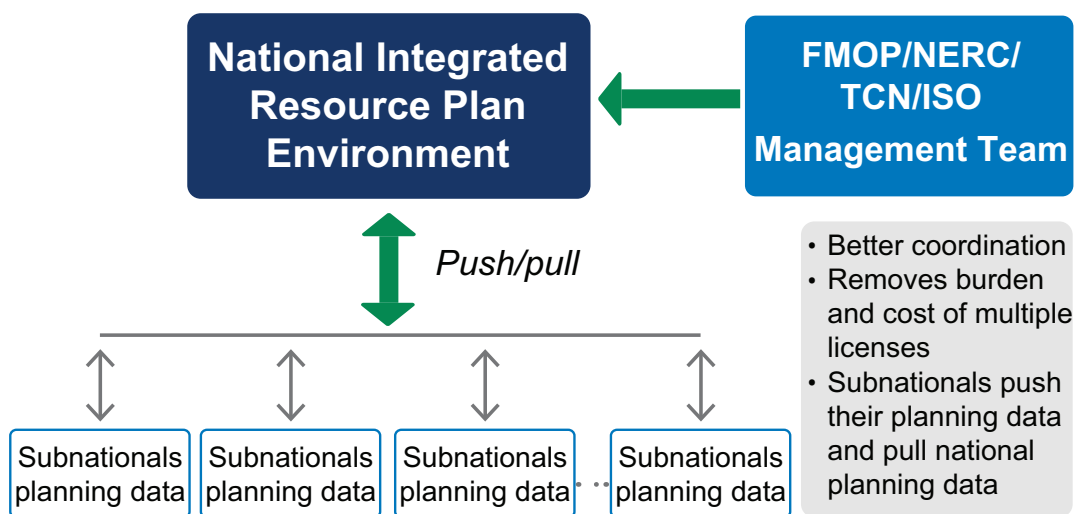 National Integrated
Resource Plan
Environment
FMOP/NERC/
TCN/ISO
Management Team
Push/pull
• Better coordination
• Removes burden
and cost of multiple
licenses
• Subnationals push
their planning data
and pull national
planning data
Subnationals
planning data
Subnationals
planning data
Subnationals
planning data
...
Subnationals
planning data